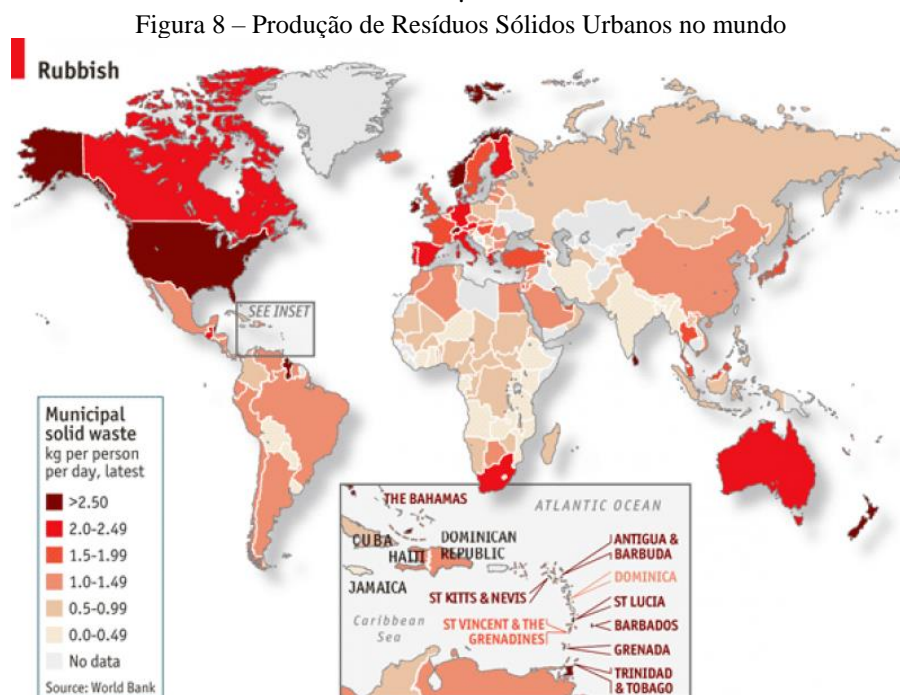 Figura 8 – Produção de Resíduos Sólidos Urbanos no mundo
Rubbish
SEE INSET
Municipal
solid waste
kg per person
per day, latest
>2.50
2.0-2.49
1.5-1.99
1.0-1.49
0.5-0.99
0.0-0.49
No data
Source: World Bank
THE BAHAMAS
ATLANTIC OCEAN
CUBA
DOMINICAN
REPUBLIC
HAITI
JAMAICA
ANTIGUA &
BARBUDA
DOMINICA
ST KITTS & NEVIS
ST LUCIA
Caribbean
Sea
ST VINCENT & THE
GRENADINES
BARBADOS
GRENADA
TRINIDAD
& TOBAGO